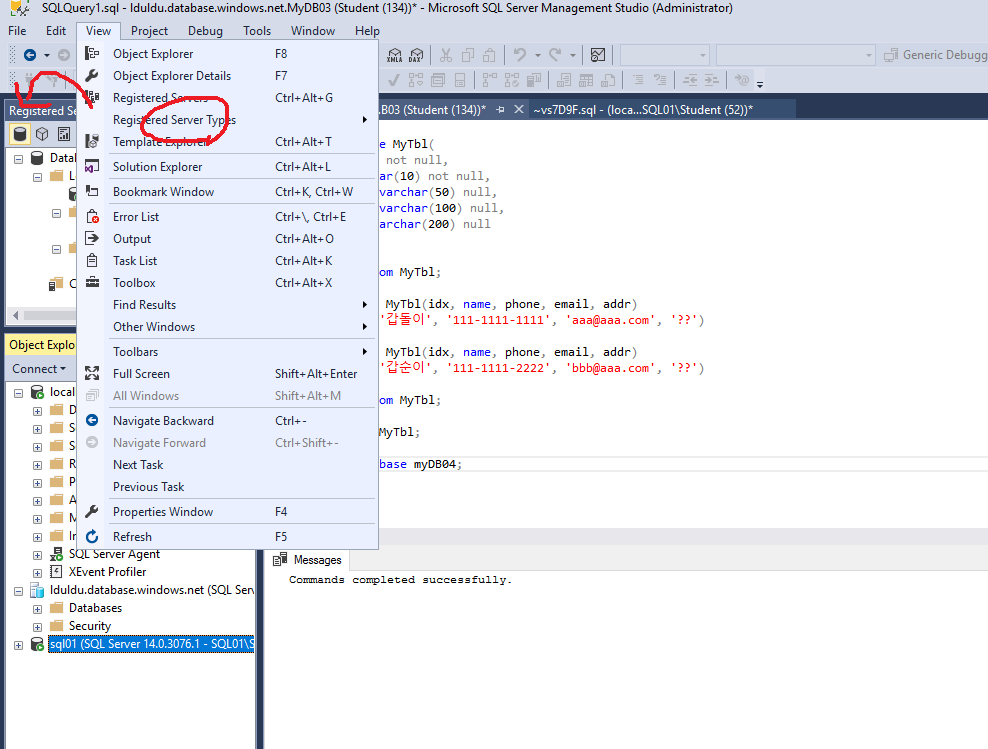 SQLQuery1.sql - lduldu.database.windows.net.MyDB03 (Student (134))* - Microsoft SQL Server Management Studio (Administrator)
File Edit View Project Debug Tools Window Help
XMLA DAX Generic Debugg
Object Explorer F8
Object Explorer Details F7
Registered Servers Ctrl+Alt+G
Registered Server Types
Template Explorer Ctrl+Alt+T
Solution Explorer Ctrl+Alt+L
Bookmark Window Ctrl+K, Ctrl+W
Error List Ctrl+\, Ctrl+E
Output Ctrl+Alt+O
Task List Ctrl+Alt+K
Toolbox Ctrl+Alt+X
Find Results
Other Windows
Toolbars
Full Screen Shift+Alt+Enter
All Windows Shift+Alt+M
Navigate Backward Ctrl+-
Navigate Forward Ctrl+Shift+-
Next Task
Previous Task
Properties Window F4
Refresh F5
Registered Se
Datab
L
C
Object Explo
Connect
local
D
S
S
R
P
A
M
In
SQL Server Agent
XEvent Profiler
lduldu.database.windows.net (SQL Serv
Databases
Security
sql01 (SQL Server 14.0.3076.1 - SQL01\S
.B03 (Student (134))* ~vs7D9F.sql - (loca...SQL01\Student (52))*
e MyTbl(
not null,
ar(10) not null,
varchar(50) null,
varchar(100) null,
archar(200) null
om MyTbl;
MyTbl(idx, name, phone, email, addr)
'갑돌이', '111-1111-1111', 'aaa@aaa.com', '??')
MyTbl(idx, name, phone, email, addr)
'갑순이', '111-1111-2222', 'bbb@aaa.com', '??')
om MyTbl;
MyTbl;
base myDB04;
Messages
Commands completed successfully.